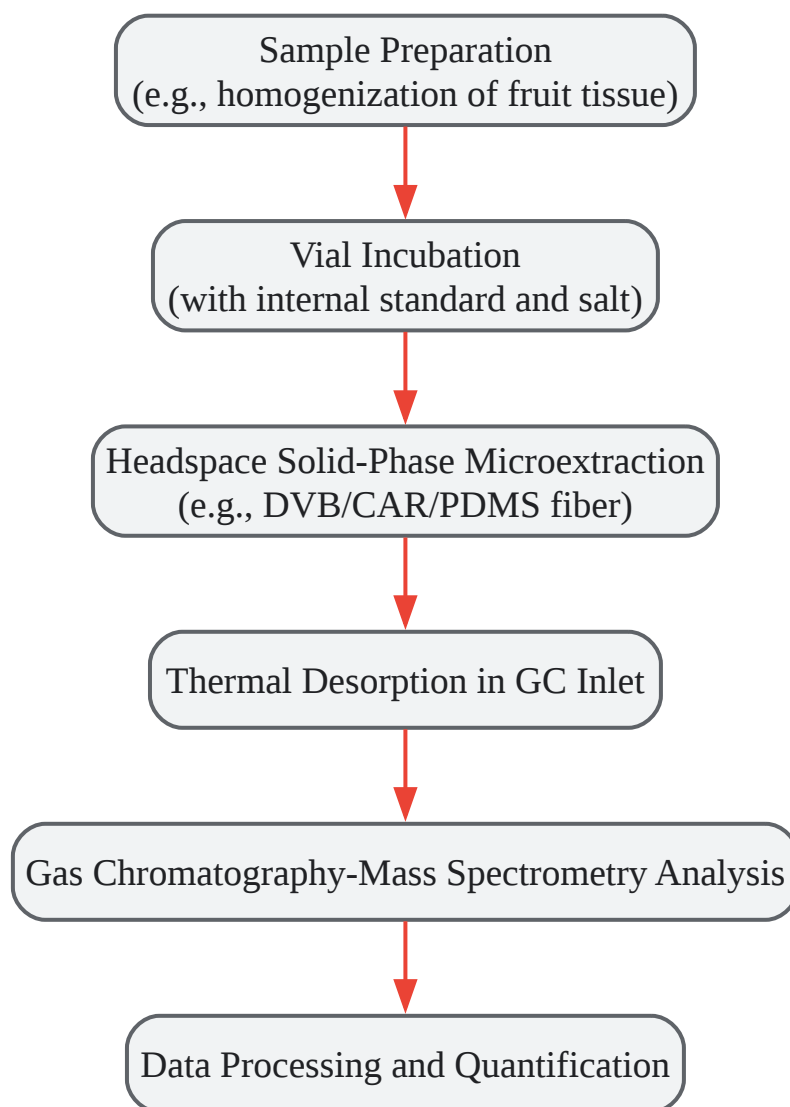 Sample Preparation
(e.g., homogenization of fruit tissue)
Vial Incubation
(with internal standard and salt)
Headspace Solid-Phase Microextraction
(e.g., DVB/CAR/PDMS fiber)
Thermal Desorption in GC Inlet
Gas Chromatography-Mass Spectrometry Analysis
Data Processing and Quantification